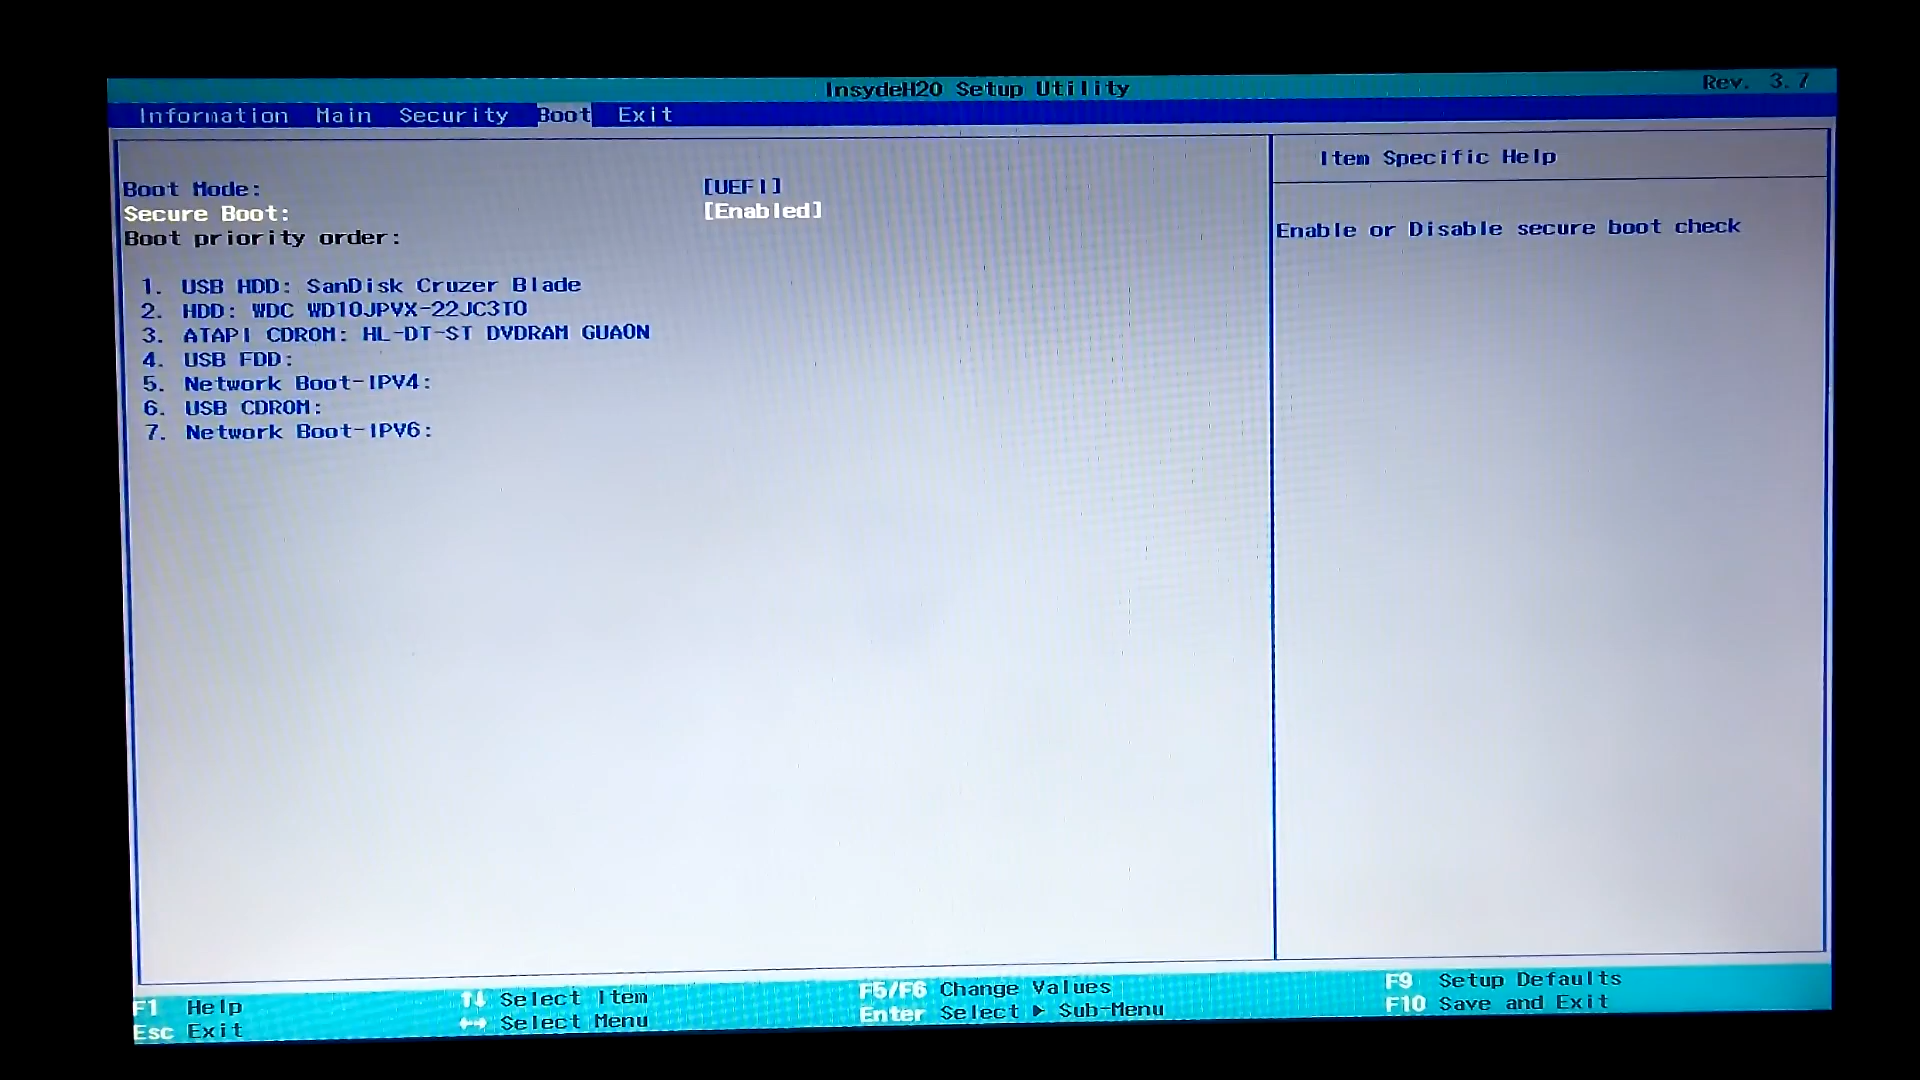 InsydeH20 Setup Utility
Rev. 3.7
Information Main Security Boot Exit
Boot Mode: [UEFI]
Secure Boot: [Enabled]
Boot priority order:
1. USB HDD: SanDisk Cruzer Blade
2. HDD: WDC WD10JPVX-22JC3T0
3. ATAPI CDROM: HL-DT-ST DVDRAM GUA0N
4. USB FDD:
5. Network Boot-IPV4:
6. USB CDROM:
7. Network Boot-IPV6:
Item Specific Help
Enable or Disable secure boot check
F1 Help ↑↓ Select Item F5/F6 Change Values F9 Setup Defaults
Esc Exit ←→ Select Menu Enter Select ▶ Sub-Menu F10 Save and Exit